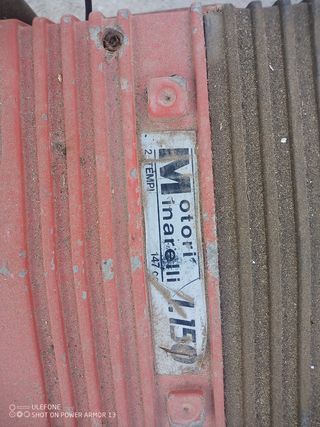 Motori
Minarelli
I.150
2 TEMPI
147 c
ULEFONE
SHOT ON POWER ARMOR 13